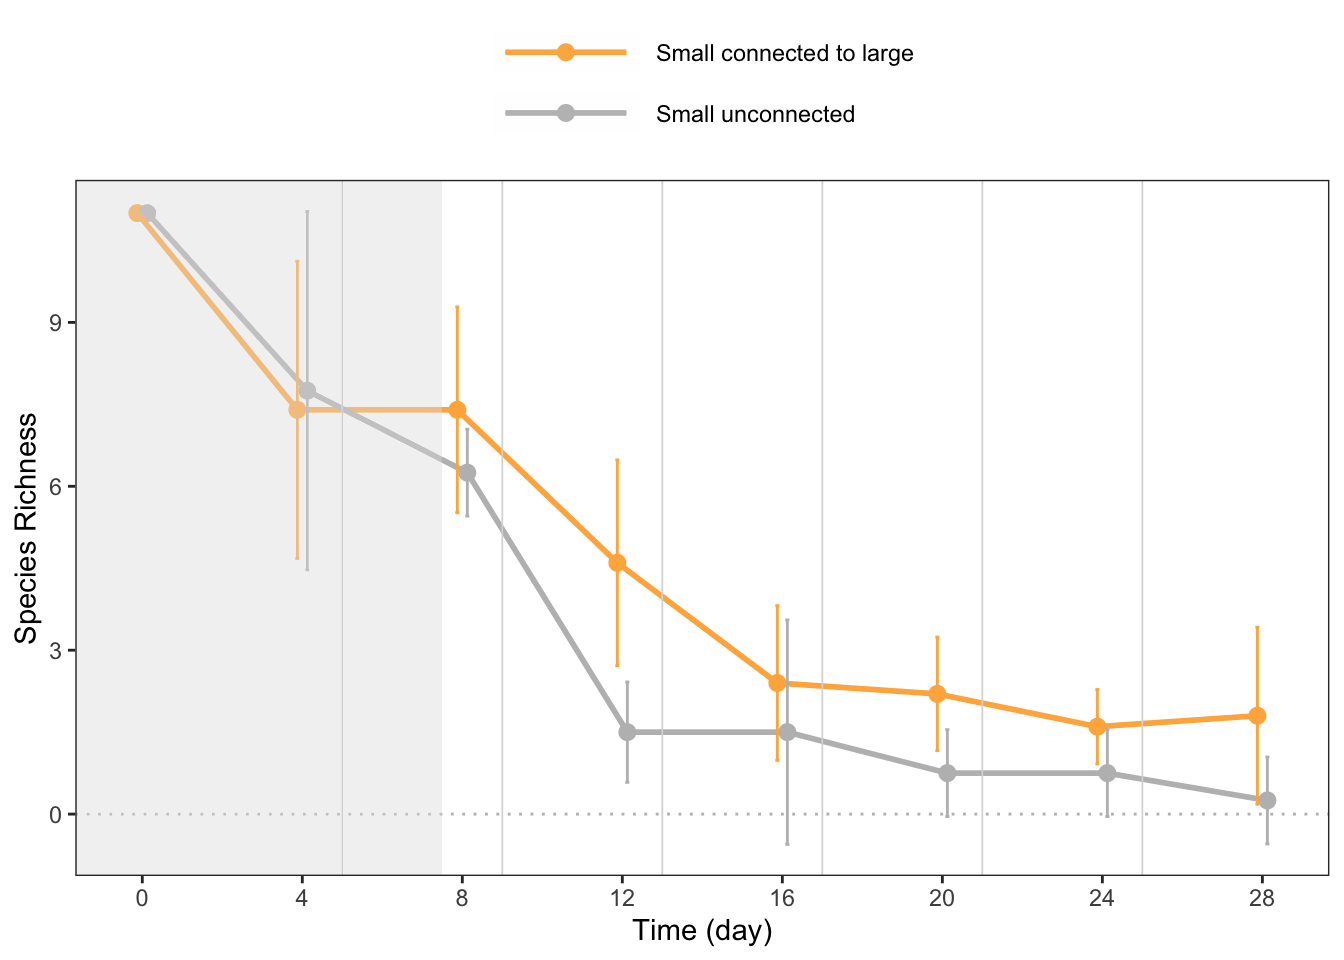 Small connected to large
Small unconnected
Species Richness
9
6
3
0
0 4 8 12 16 20 24 28
Time (day)